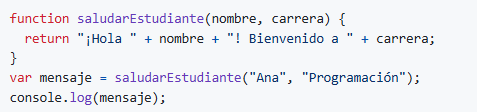 function saludarEstudiante(nombre, carrera) {
  return "¡Hola " + nombre + "! Bienvenido a " + carrera;
}
var mensaje = saludarEstudiante("Ana", "Programación");
console.log(mensaje);